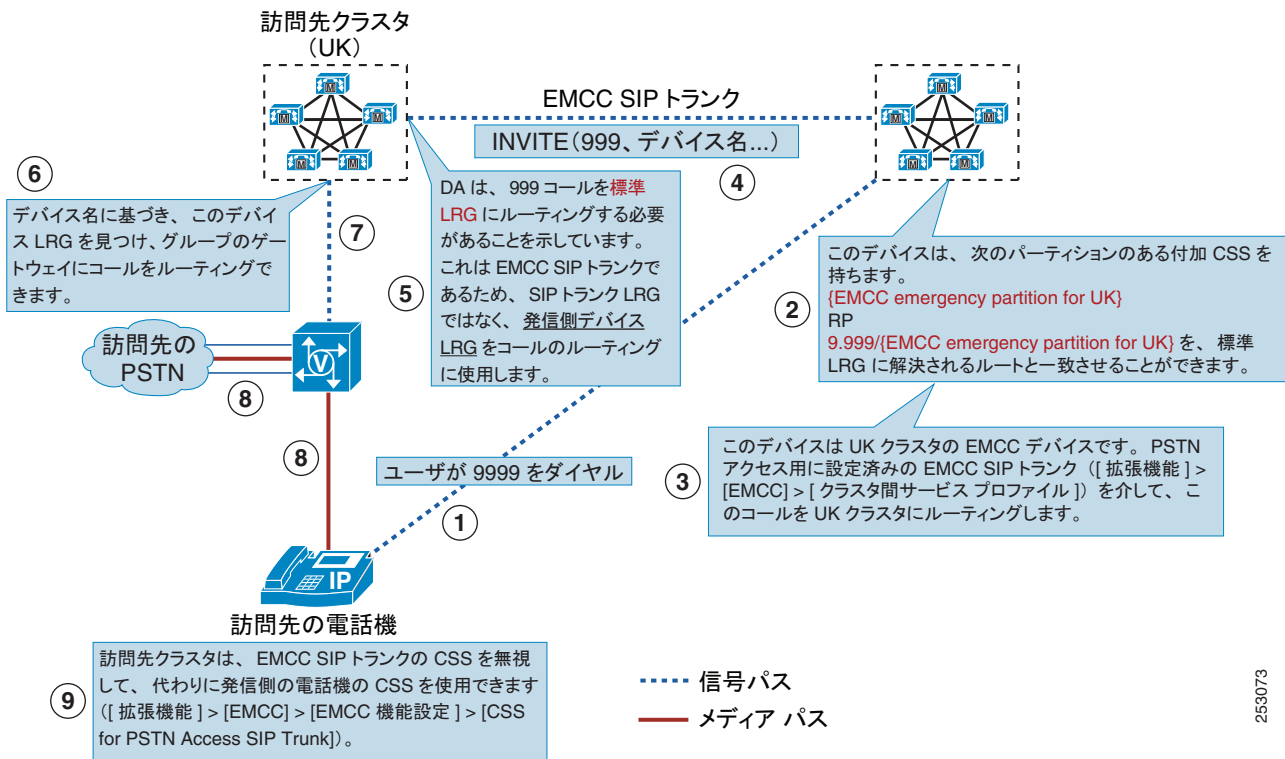 訪問先クラスタ
（UK）
EMCC SIP トランク
INVITE（999、デバイス名...）
④
⑥
デバイス名に基づき、このデバイ
ス LRG を見つけ、グループのゲー
トウェイにコールをルーティングで
きます。
⑦
⑤
DA は、999 コールを標準
LRG にルーティングする必要
があることを示しています。
これは EMCC SIP トランクで
あるため、SIP トランク LRG
ではなく、発信側デバイス
LRG をコールのルーティング
に使用します。
②
このデバイスは、次のパーティションのある付加 CSS を
持ちます。
{EMCC emergency partition for UK}
RP
9.999/{EMCC emergency partition for UK} を、標準
LRG に解決されるルートと一致させることができます。
訪問先の
PSTN
V
⑧
⑧
③
このデバイスは UK クラスタの EMCC デバイスです。PSTN
アクセス用に設定済みの EMCC SIP トランク（[ 拡張機能 ] >
[EMCC] > [ クラスタ間サービス プロファイル ]）を介して、こ
のコールを UK クラスタにルーティングします。
ユーザが 9999 をダイヤル
①
IP
訪問先の電話機
⑨
訪問先クラスタは、EMCC SIP トランクの CSS を無視
して、代わりに発信側の電話機の CSS を使用できます
（[ 拡張機能 ] > [EMCC] > [EMCC 機能設定 ] > [CSS
for PSTN Access SIP Trunk]）。
信号パス
メディア パス
253073
M
M
M
M
M
M
M
M
M
M